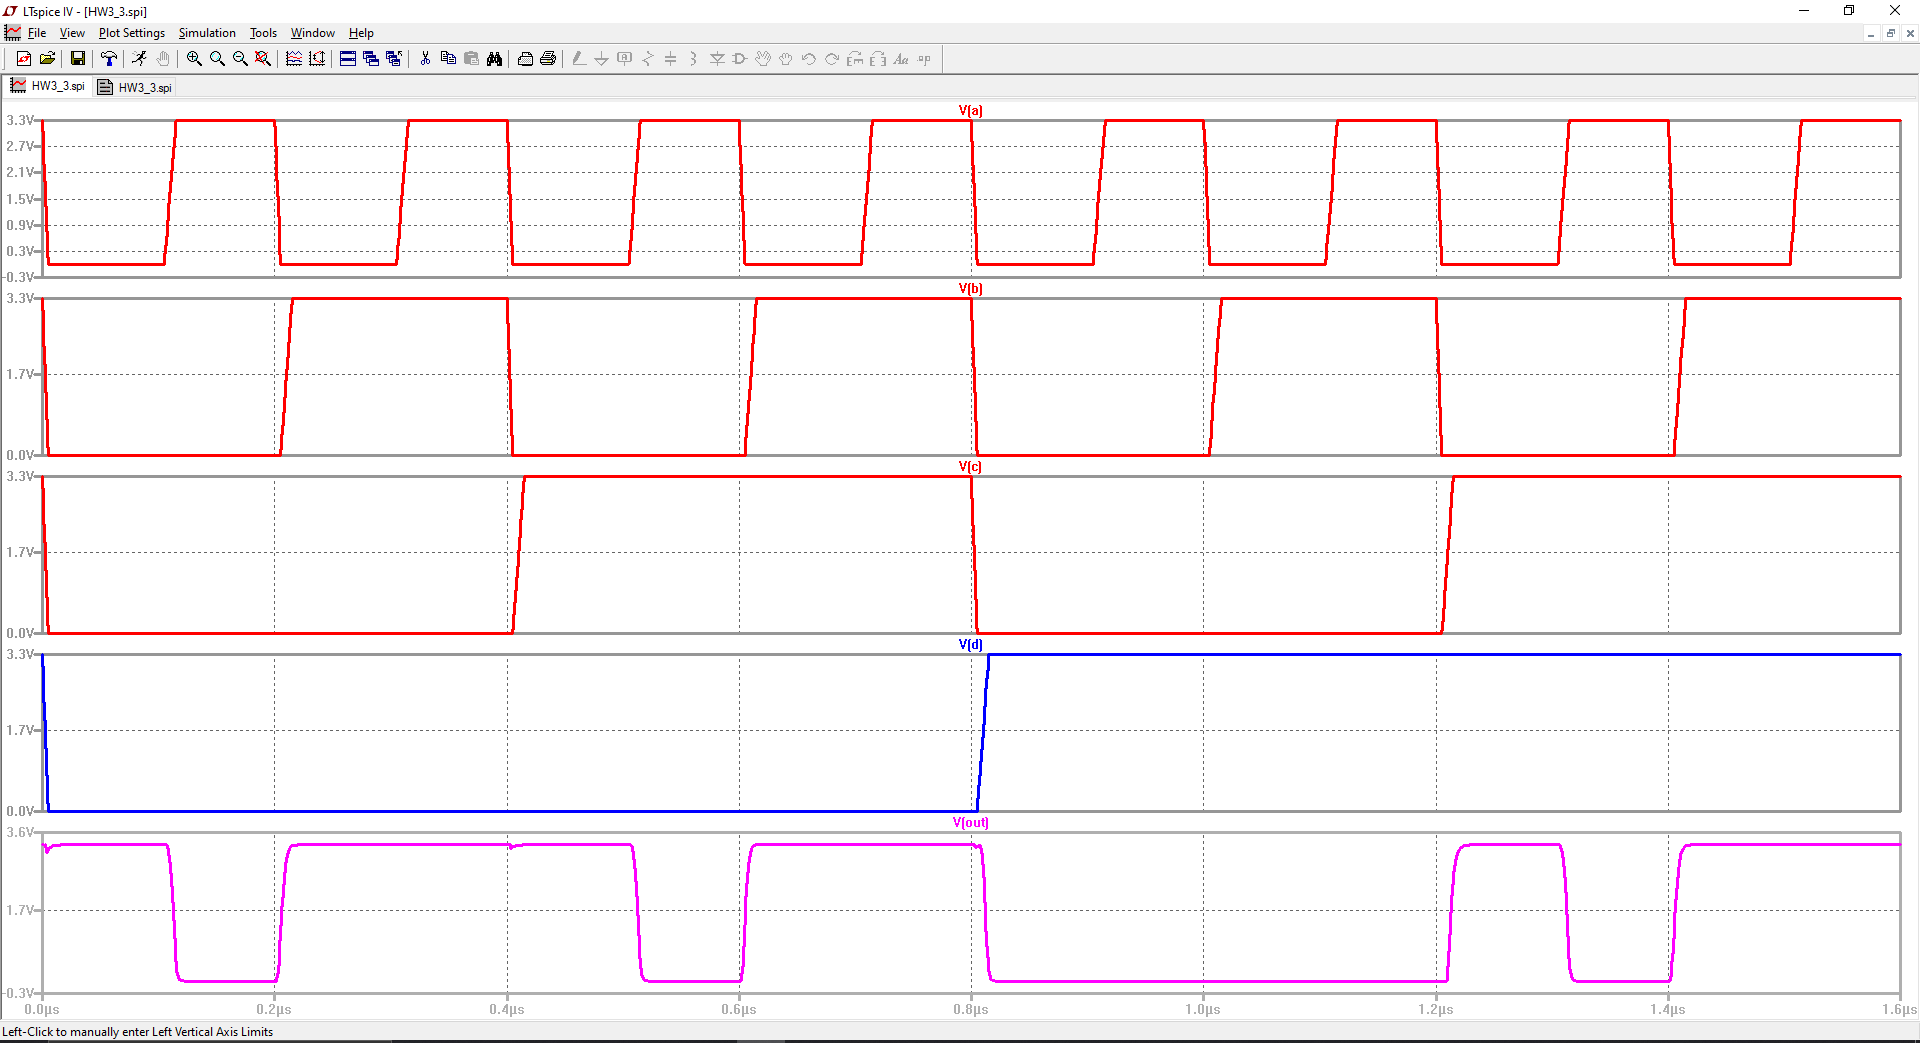 LTspice IV - [HW3_3.spi]
File View Plot Settings Simulation Tools Window Help
HW3_3.spi HW3_3.spi
V(a)
3.3V
2.7V
2.1V
1.5V
0.9V
0.3V
-0.3V
V(b)
3.3V
1.7V
0.0V
V(c)
3.3V
1.7V
0.0V
V(d)
3.3V
1.7V
0.0V
V(out)
3.6V
1.7V
-0.3V
0.0µs 0.2µs 0.4µs 0.6µs 0.8µs 1.0µs 1.2µs 1.4µs 1.6µs
Left-Click to manually enter Left Vertical Axis Limits